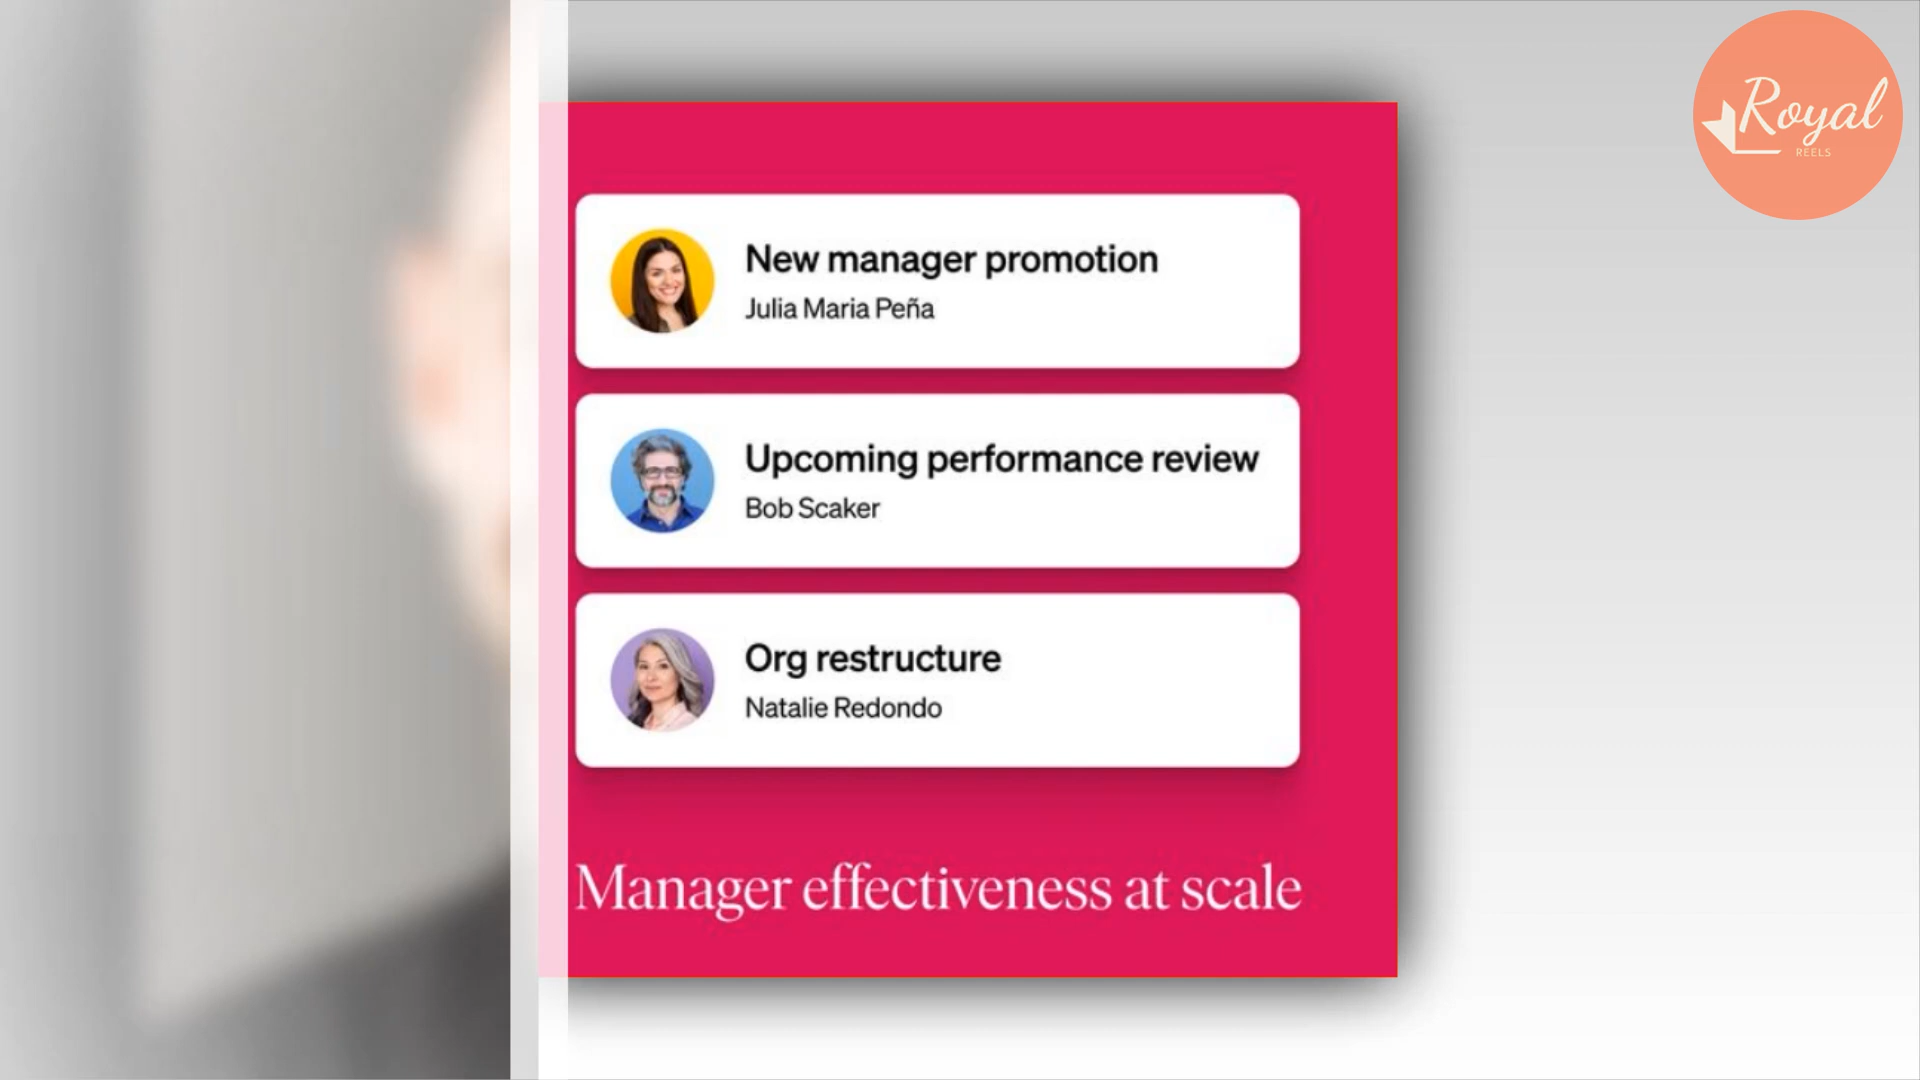 Royal
REELS
New manager promotion
Julia Maria Peña
Upcoming performance review
Bob Scaker
Org restructure
Natalie Redondo
Manager effectiveness at scale